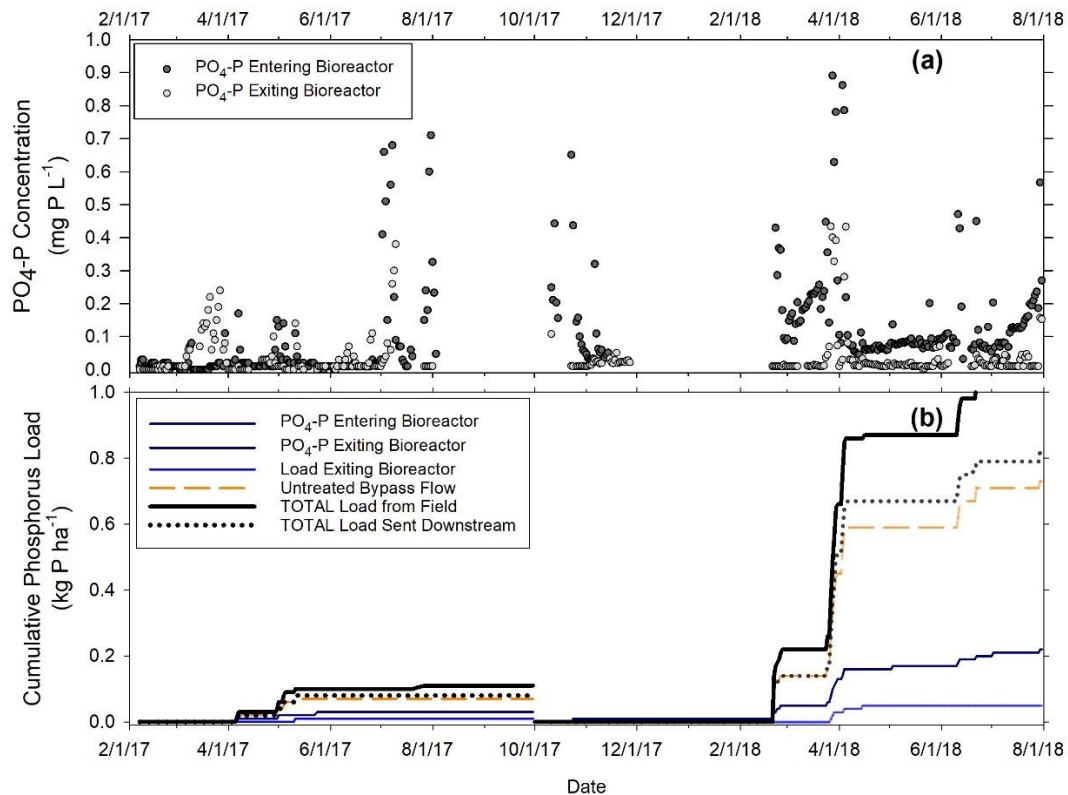 2/1/17 4/1/17 6/1/17 8/1/17 10/1/17 12/1/17 2/1/18 4/1/18 6/1/18 8/1/18
1.0
0.9
0.8
0.7
0.6
0.5
0.4
0.3
0.2
0.1
0.0
PO4-P Concentration
(mg P L-1)
PO4-P Entering Bioreactor
PO4-P Exiting Bioreactor
(a)
1.0
0.8
0.6
0.4
0.2
0.0
Cumulative Phosphorus Load
(kg P ha-1)
PO4-P Entering Bioreactor
PO4-P Exiting Bioreactor
Load Exiting Bioreactor
Untreated Bypass Flow
TOTAL Load from Field
TOTAL Load Sent Downstream
(b)
2/1/17 4/1/17 6/1/17 8/1/17 10/1/17 12/1/17 2/1/18 4/1/18 6/1/18 8/1/18
Date